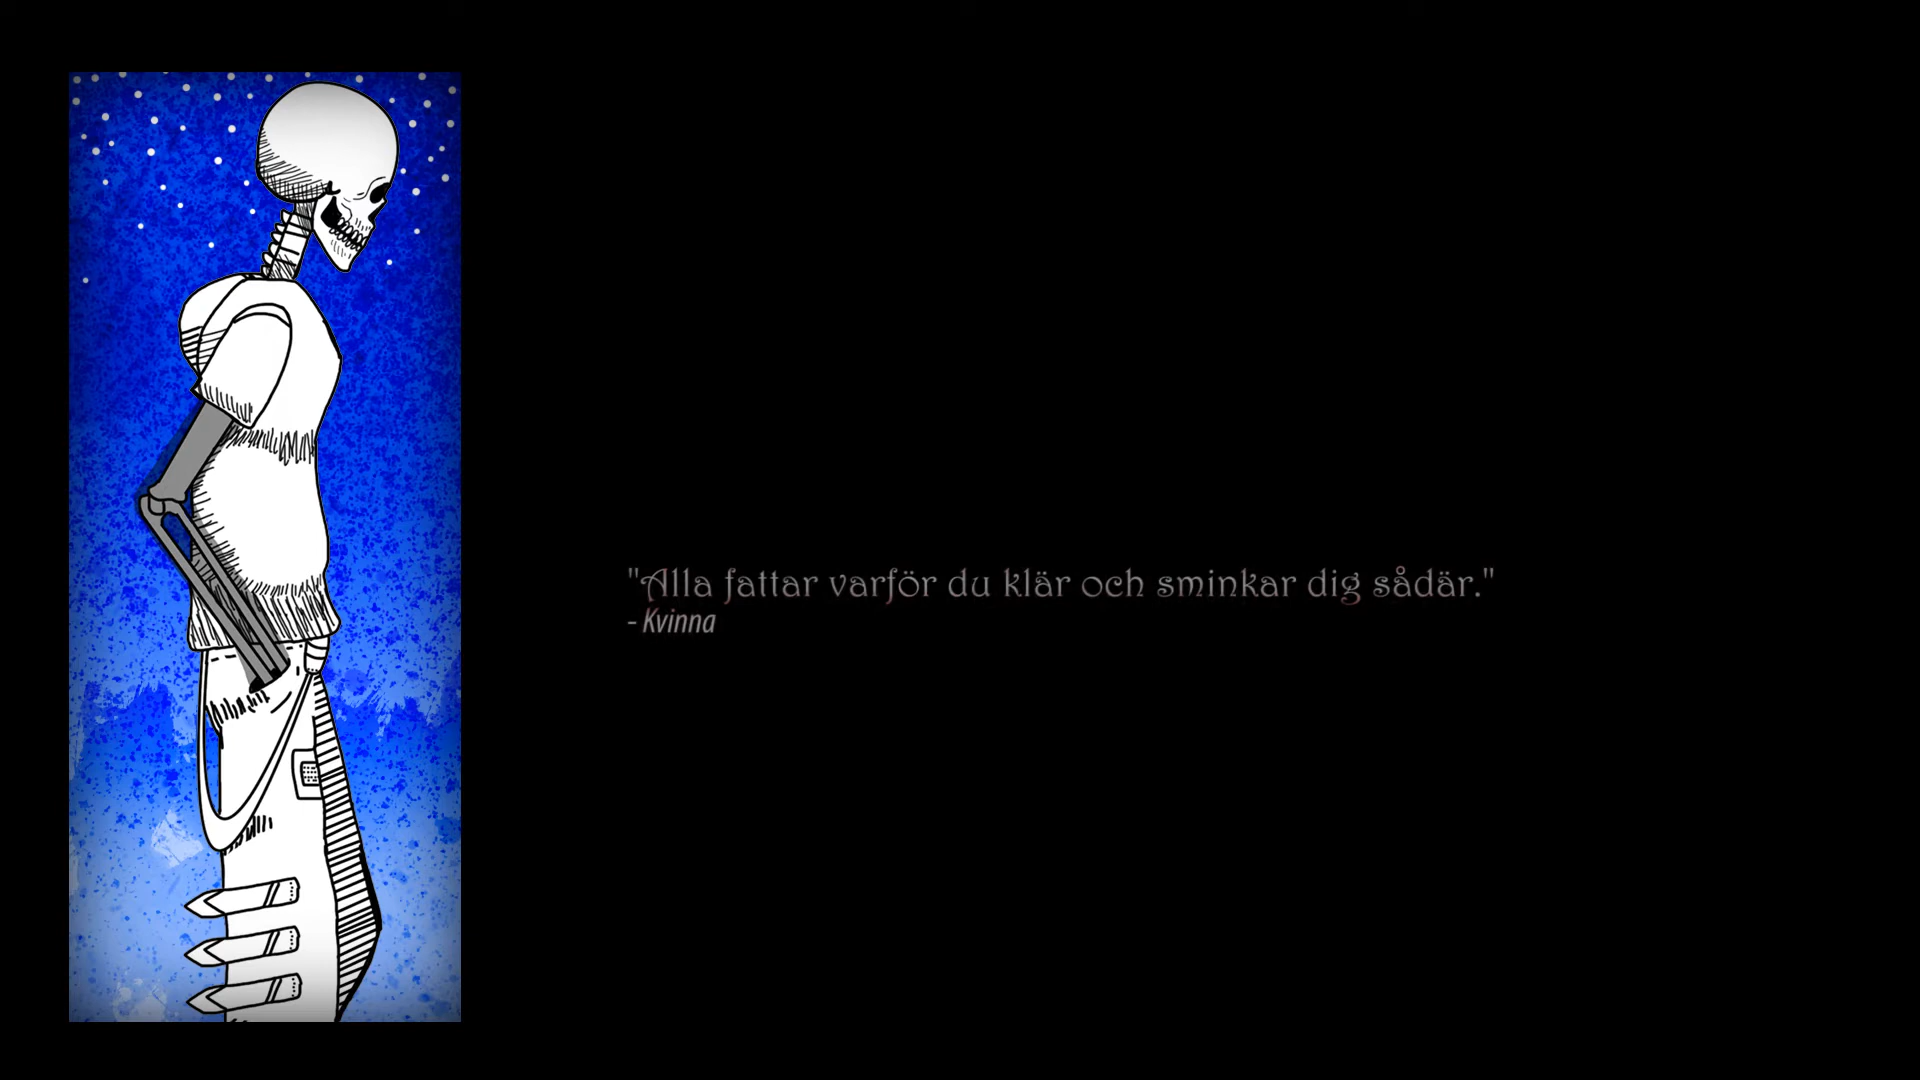 "Alla fattar varför du klär och sminkar dig sådär."
- Kvinna